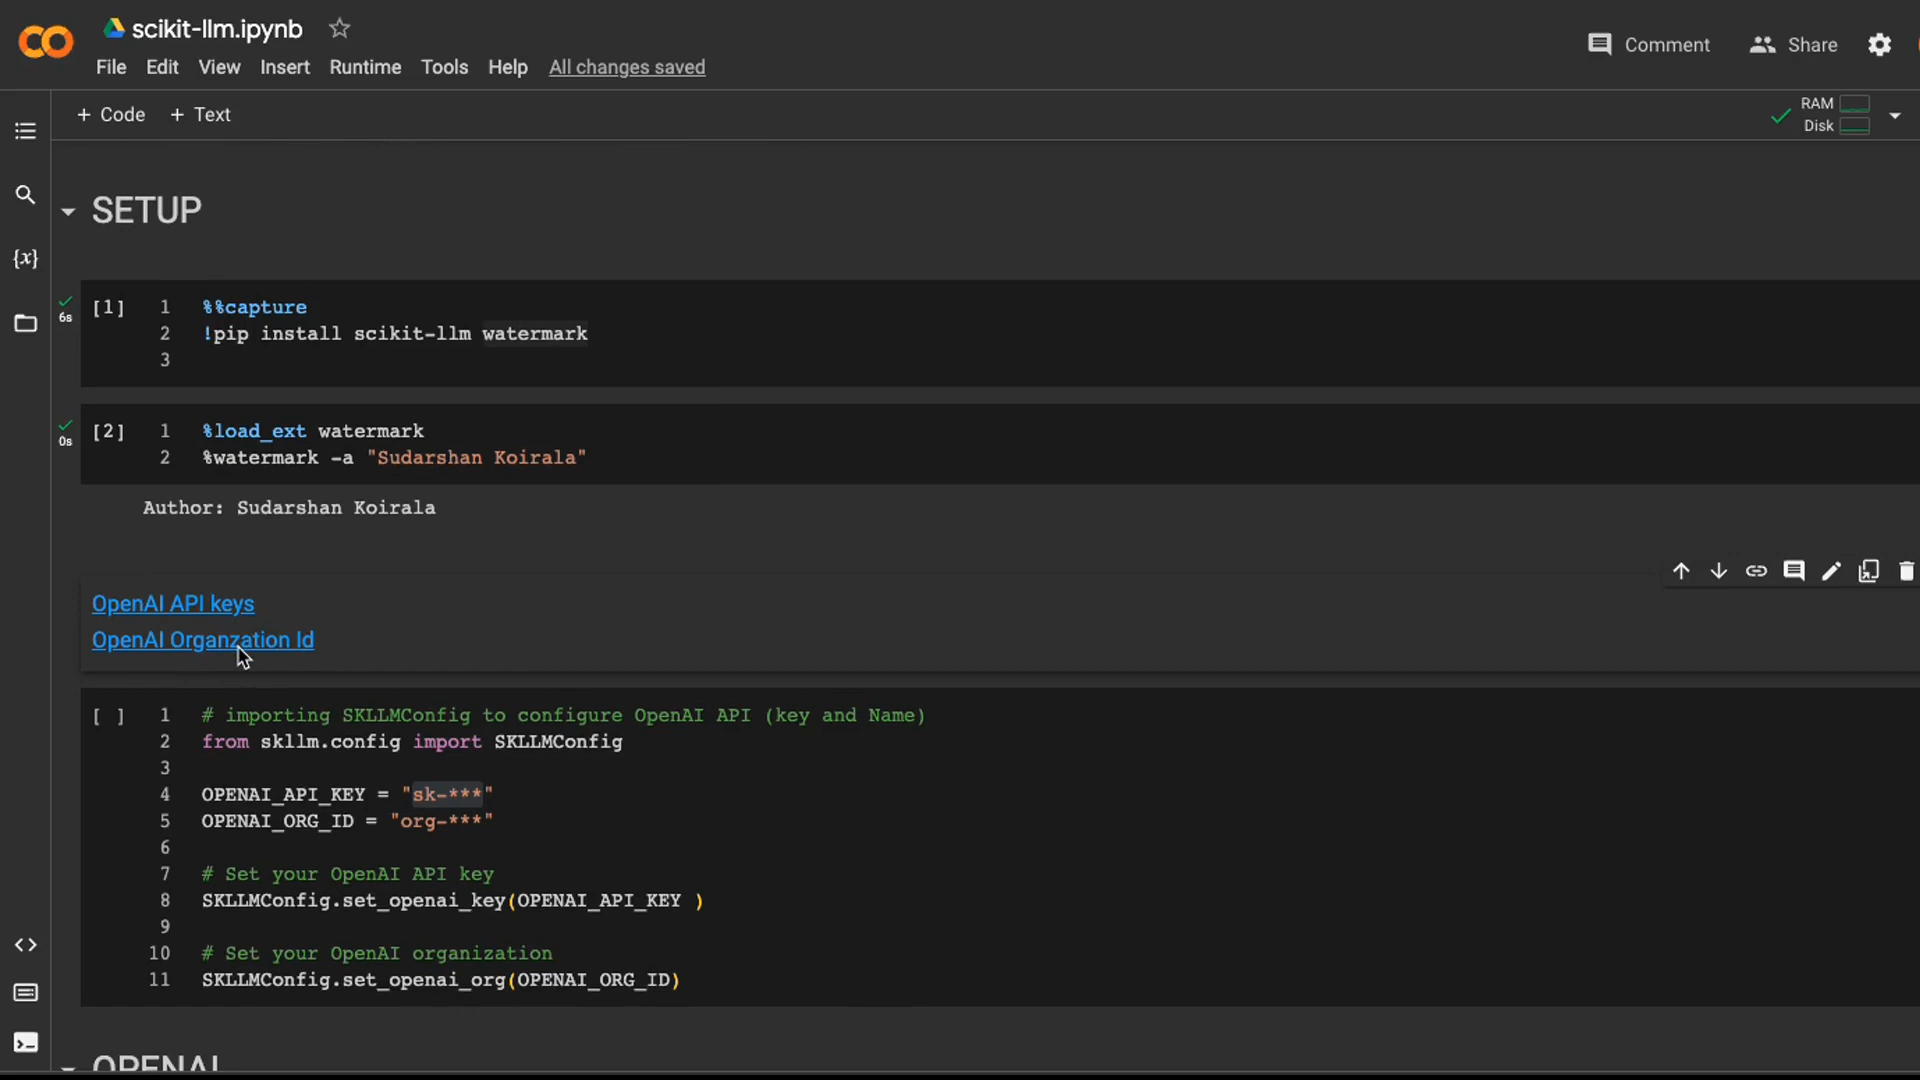 scikit-llm.ipynb
Comment
Share
File Edit View Insert Runtime Tools Help All changes saved
+ Code + Text
RAM
Disk
SETUP
{x}
6s
[1] 1 %%capture
2 !pip install scikit-llm watermark
3
0s
[2] 1 %load_ext watermark
2 %watermark -a "Sudarshan Koirala"
Author: Sudarshan Koirala
OpenAI API keys
OpenAI Organzation Id
[ ] 1 # importing SKLLMConfig to configure OpenAI API (key and Name)
2 from skllm.config import SKLLMConfig
3
4 OPENAI_API_KEY = "sk-***"
5 OPENAI_ORG_ID = "org-***"
6
7 # Set your OpenAI API key
8 SKLLMConfig.set_openai_key(OPENAI_API_KEY )
9
10 # Set your OpenAI organization
11 SKLLMConfig.set_openai_org(OPENAI_ORG_ID)
OPENAI